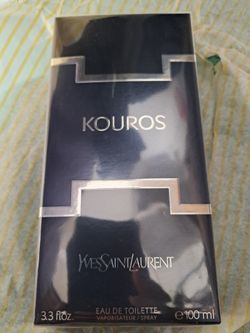 KOUROS
YVESSAINTLAURENT
EAU DE TOILETTE
VAPORISATEUR / SPRAY
3.3 fl.oz.
e 100 ml